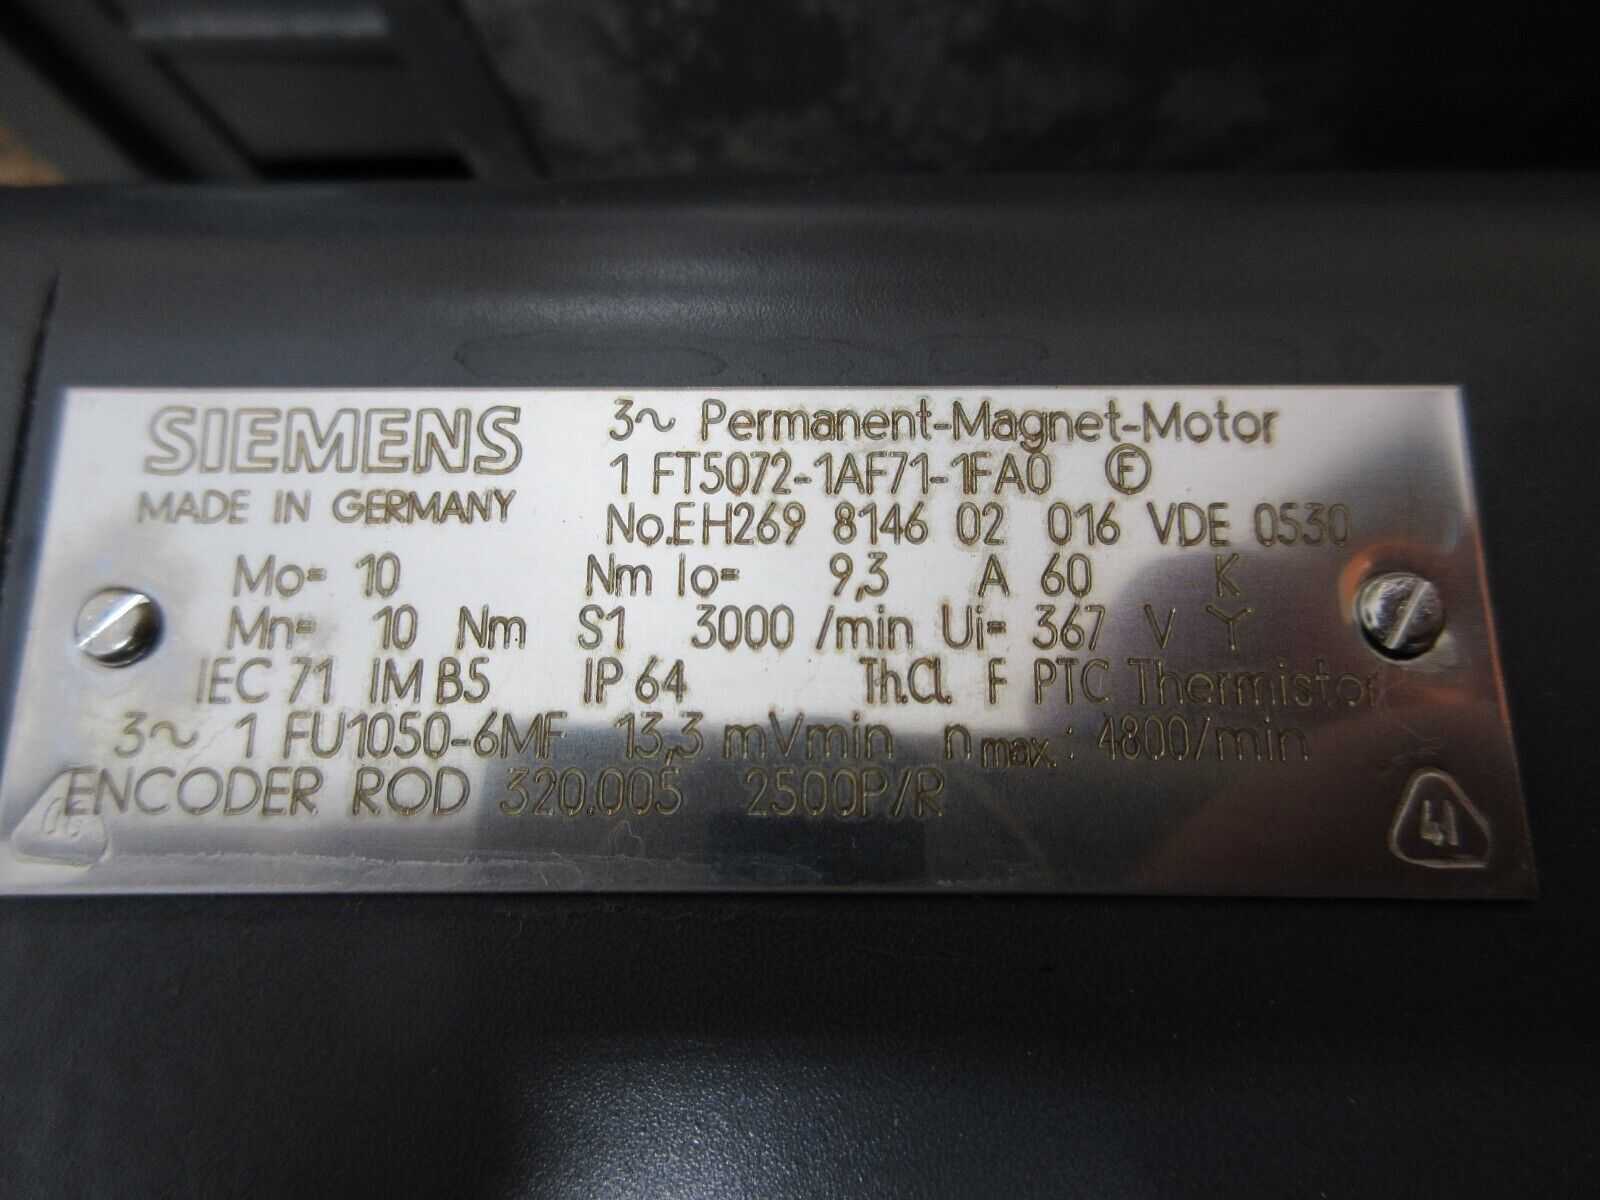 SIEMENS 3~ Permanent-Magnet-Motor
1 FT5072-1AF71-1FA0 F
MADE IN GERMANY No.EH269 8146 02 016 VDE 0530
Mo= 10 Nm Io= 9,3 A 60 K
Mn= 10 Nm S1 3000 /min Ui= 367 V Y
IEC 71 IM B5 IP 64 Th.Cl. F PTC Thermistor
3~ 1 FU1050-6MF 13,3 mVmin nmax.: 4800/min
ENCODER ROD 320.005 2500P/R
41